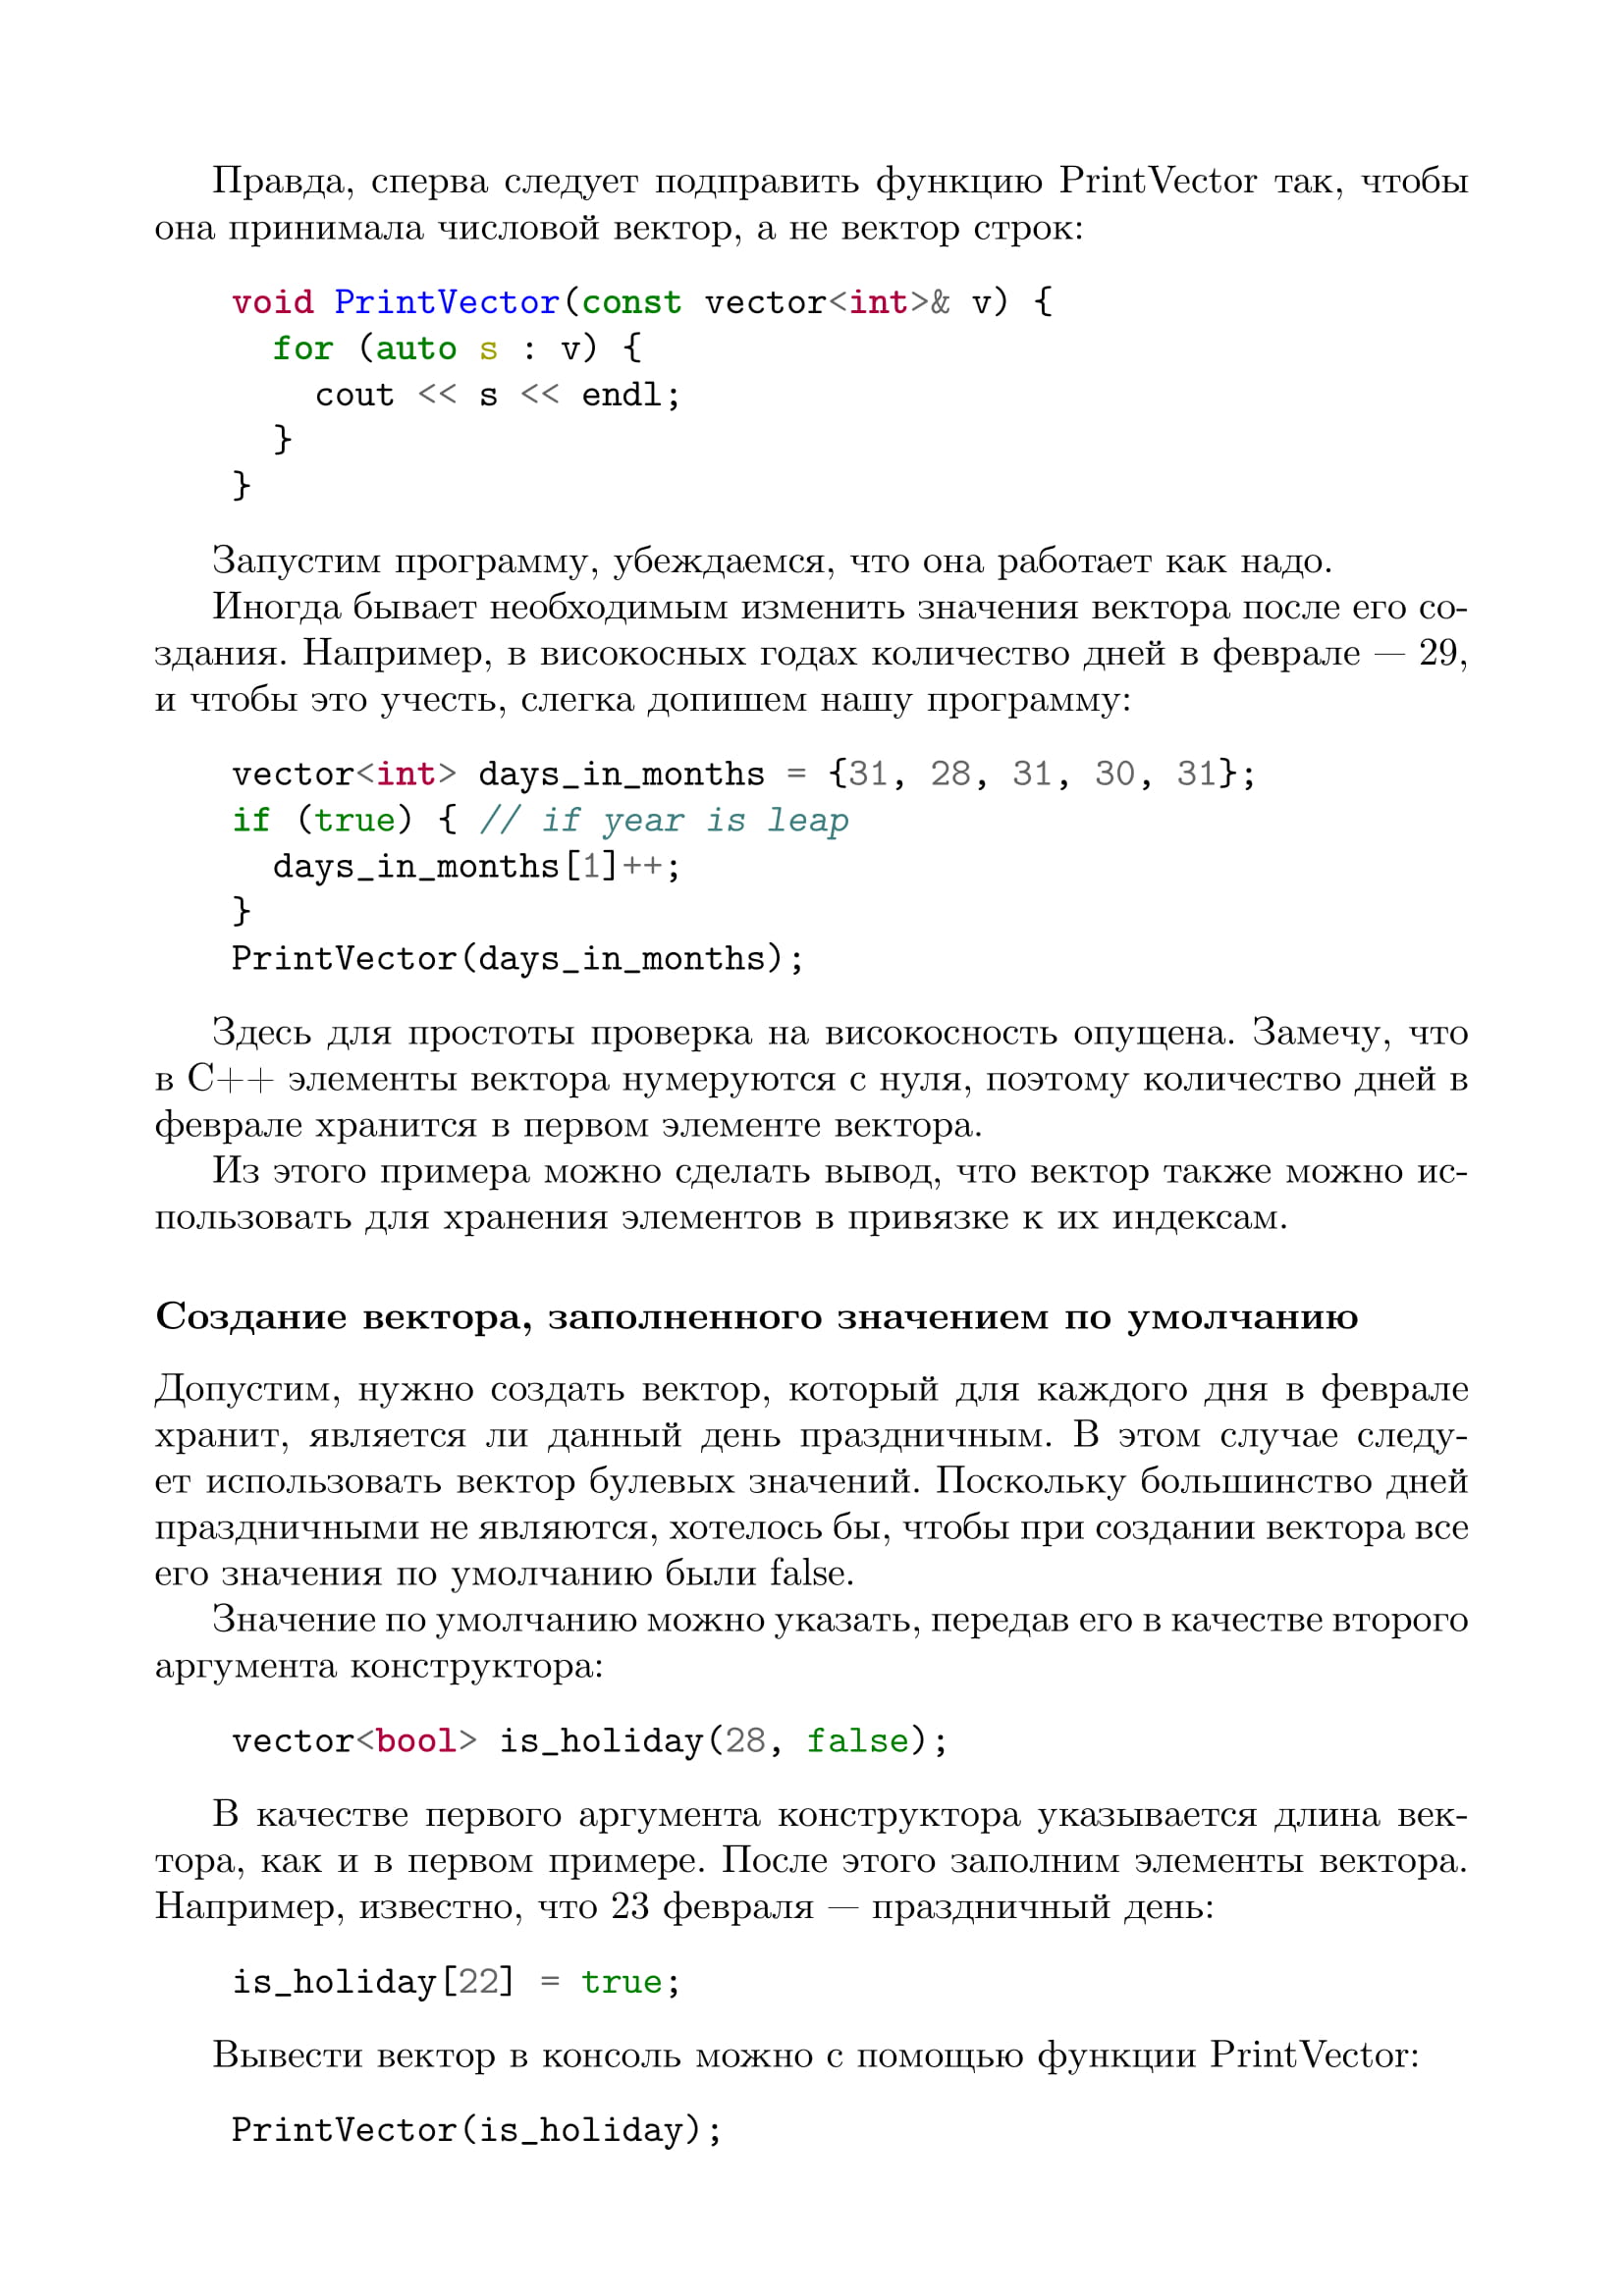 Правда, сперва следует подправить функцию PrintVector так, чтобы
она принимала числовой вектор, а не вектор строк:
void PrintVector(const vector<int>& v) {
  for (auto s : v) {
    cout << s << endl;
  }
}
Запустим программу, убеждаемся, что она работает как надо.
Иногда бывает необходимым изменить значения вектора после его со-
здания. Например, в високосных годах количество дней в феврале — 29,
и чтобы это учесть, слегка допишем нашу программу:
vector<int> days_in_months = {31, 28, 31, 30, 31};
if (true) { // if year is leap
  days_in_months[1]++;
}
PrintVector(days_in_months);
Здесь для простоты проверка на високосность опущена. Замечу, что
в C++ элементы вектора нумеруются с нуля, поэтому количество дней в
феврале хранится в первом элементе вектора.
Из этого примера можно сделать вывод, что вектор также можно ис-
пользовать для хранения элементов в привязке к их индексам.
Создание вектора, заполненного значением по умолчанию
Допустим, нужно создать вектор, который для каждого дня в феврале
хранит, является ли данный день праздничным. В этом случае следу-
ет использовать вектор булевых значений. Поскольку большинство дней
праздничными не являются, хотелось бы, чтобы при создании вектора все
его значения по умолчанию были false.
Значение по умолчанию можно указать, передав его в качестве второго
аргумента конструктора:
vector<bool> is_holiday(28, false);
В качестве первого аргумента конструктора указывается длина век-
тора, как и в первом примере. После этого заполним элементы вектора.
Например, известно, что 23 февраля — праздничный день:
is_holiday[22] = true;
Вывести вектор в консоль можно с помощью функции PrintVector:
PrintVector(is_holiday);